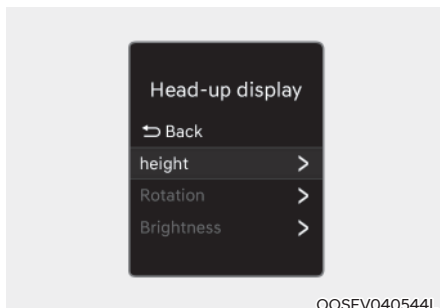 Head-up display
Back
height
Rotation
Brightness
OOSEV040544L